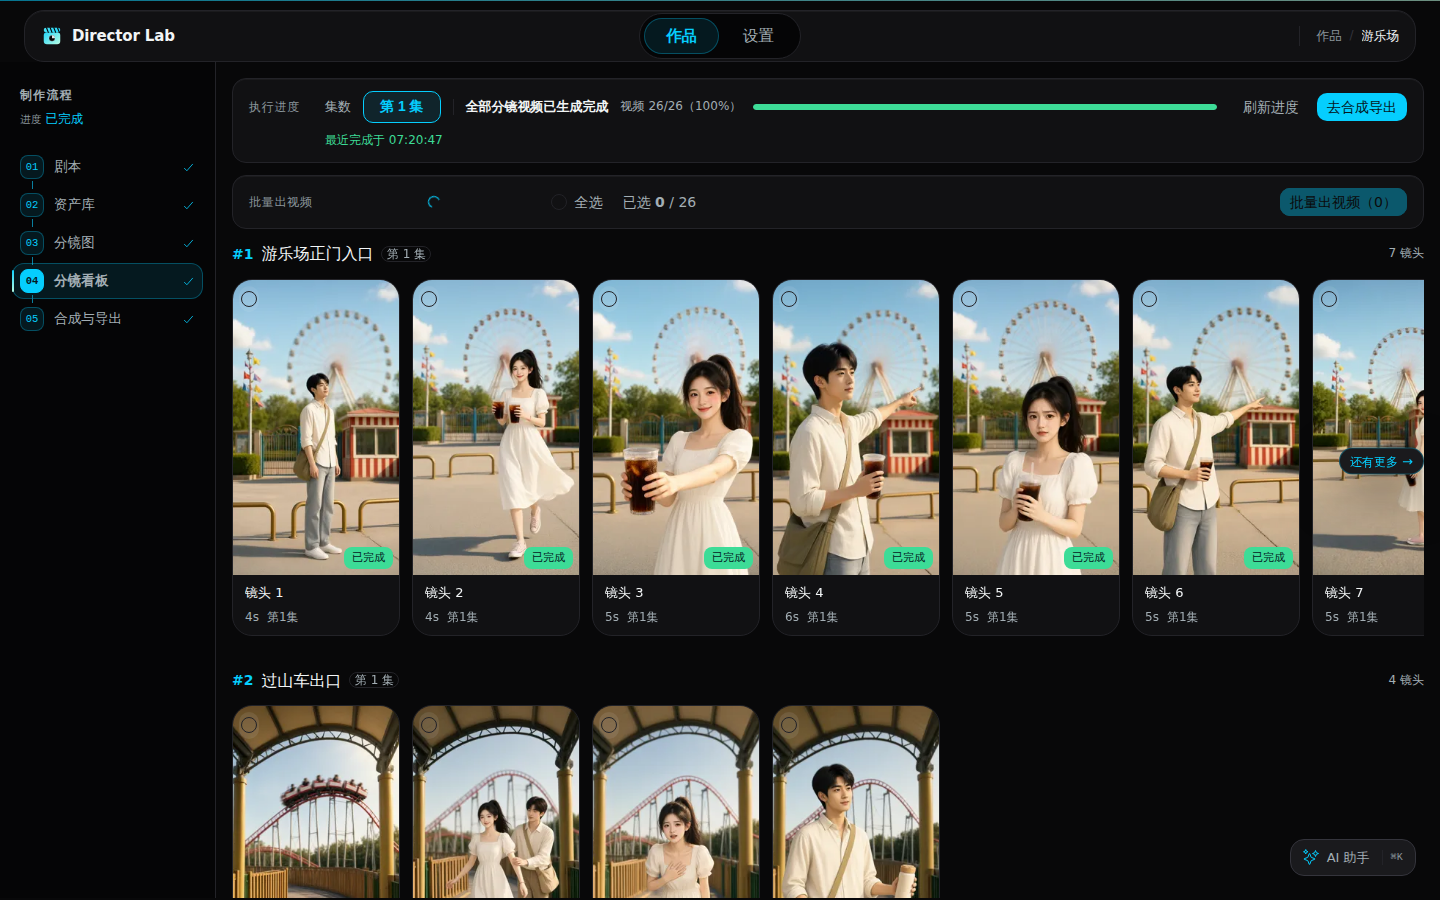 Director Lab
作品
设置
作品 / 游乐场
制作流程
进度 已完成
01 剧本
02 资产库
03 分镜图
04 分镜看板
05 合成与导出
执行进度
集数
第 1 集
全部分镜视频已生成完成
视频 26/26（100%）
刷新进度
去合成导出
最近完成于 07:20:47
批量出视频
全选
已选 0 / 26
批量出视频（0）
#1 游乐场正门入口 第 1 集
7 镜头
已完成
已完成
已完成
已完成
已完成
已完成
还有更多 →
镜头 1
4s 第1集
镜头 2
4s 第1集
镜头 3
5s 第1集
镜头 4
6s 第1集
镜头 5
5s 第1集
镜头 6
5s 第1集
镜头 7
5s 第1集
#2 过山车出口 第 1 集
4 镜头
AI 助手 ⌘K